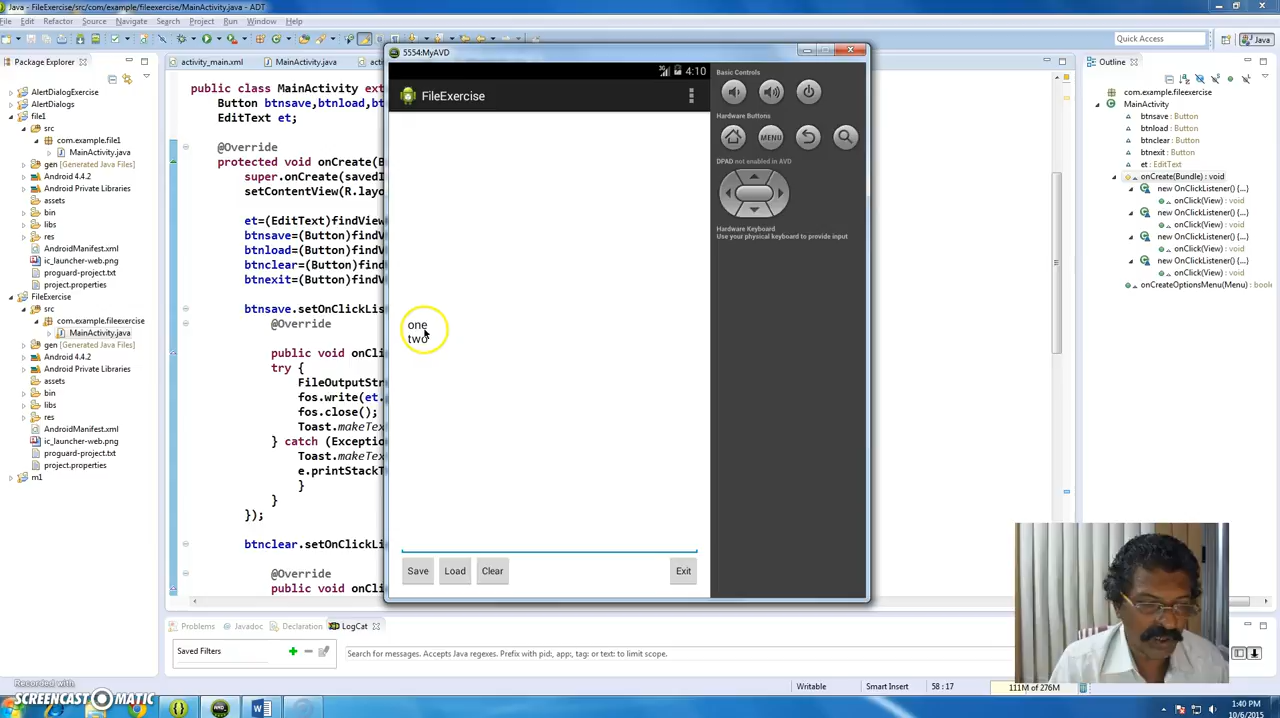 Java - FileExercise/src/com/example/fileexercise/MainActivity.java - ADT
File Edit Refactor Source Navigate Search Project Run Window Help
Quick Access
Java
Package Explorer
AlertDialogExercise
AlertDialogs
file1
src
com.example.file1
MainActivity.java
gen [Generated Java Files]
Android 4.4.2
Android Private Libraries
assets
bin
libs
res
AndroidManifest.xml
ic_launcher-web.png
proguard-project.txt
project.properties
FileExercise
src
com.example.fileexercise
MainActivity.java
gen [Generated Java Files]
Android 4.4.2
Android Private Libraries
assets
bin
libs
res
AndroidManifest.xml
ic_launcher-web.png
proguard-project.txt
project.properties
m1
activity_main.xml
MainActivity.java
public class MainActivity ext
Button btnsave,btnload,bt
EditText et;
@Override
protected void onCreate(B
super.onCreate(savedI
setContentView(R.layo
et=(EditText)findView
btnsave=(Button)findV
btnload=(Button)findV
btnclear=(Button)find
btnexit=(Button)findV
btnsave.setOnClickLis
@Override
public void onCli
try {
FileOutputStr
fos.write(et.
fos.close();
Toast.makeTex
} catch (Exception
Toast.makeTex
e.printStackT
}
}
});
btnclear.setOnClickLi
@Override
public void onCli
5554:MyAVD
4:10
FileExercise
one
two
Save Load Clear Exit
Basic Controls
Hardware Buttons
MENU
DPAD not enabled in AVD
Hardware Keyboard
Use your physical keyboard to provide input
Outline
com.example.fileexercise
MainActivity
btnsave : Button
btnload : Button
btnclear : Button
btnexit : Button
et : EditText
onCreate(Bundle) : void
new OnClickListener() {...}
onClick(View) : void
new OnClickListener() {...}
onClick(View) : void
new OnClickListener() {...}
onClick(View) : void
new OnClickListener() {...}
onClick(View) : void
onCreateOptionsMenu(Menu) : boole
Problems Javadoc Declaration LogCat
Saved Filters
Search for messages. Accepts Java regexes. Prefix with pid:, app:, tag: or text: to limit scope.
Writable Smart Insert 58 : 17 111M of 276M
Recorded with
SCREENCAST MATIC
1:40 PM
10/6/2015